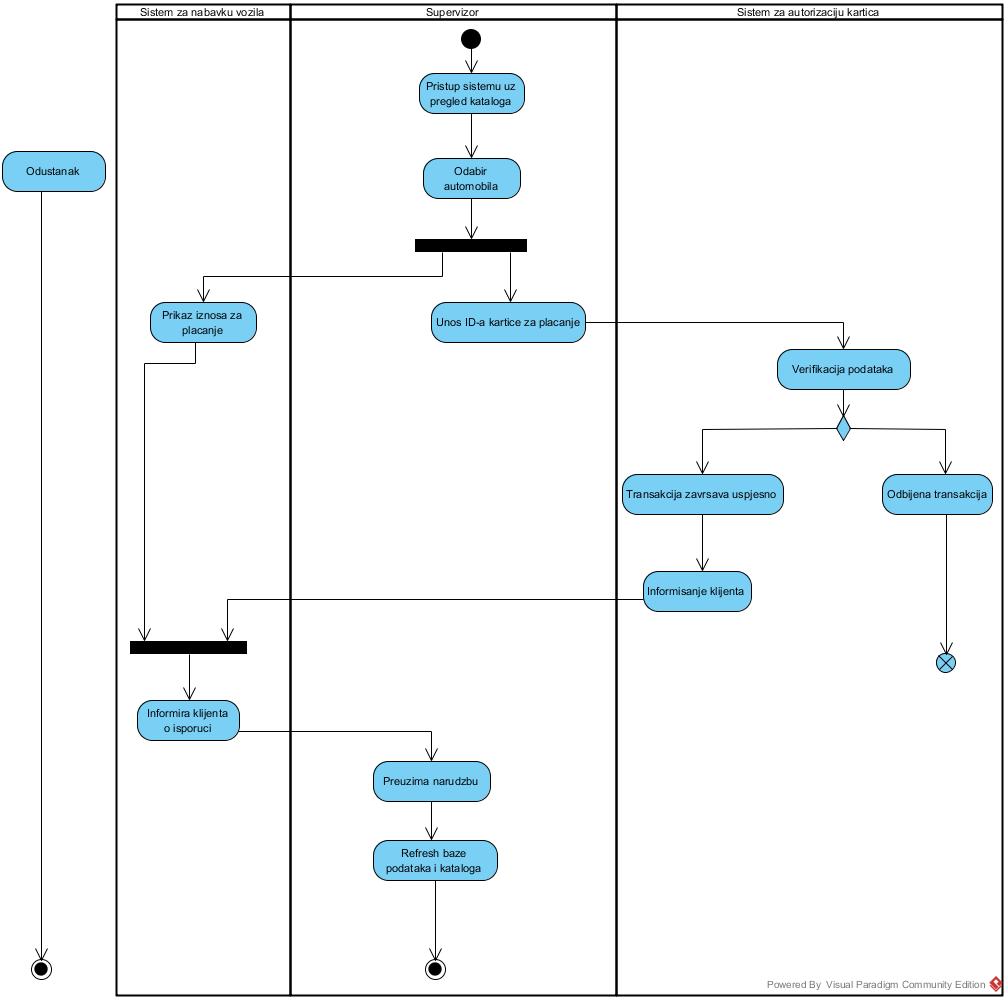 Sistem za nabavku vozila
Supervizor
Sistem za autorizaciju kartica
Pristup sistemu uz
pregled kataloga
Odustanak
Odabir
automobila
Prikaz iznosa za
placanje
Unos ID-a kartice za placanje
Verifikacija podataka
Transakcija zavrsava uspjesno
Odbijena transakcija
Informisanje klijenta
Informira klijenta
o isporuci
Preuzima narudzbu
Refresh baze
podataka i kataloga
Powered By Visual Paradigm Community Edition